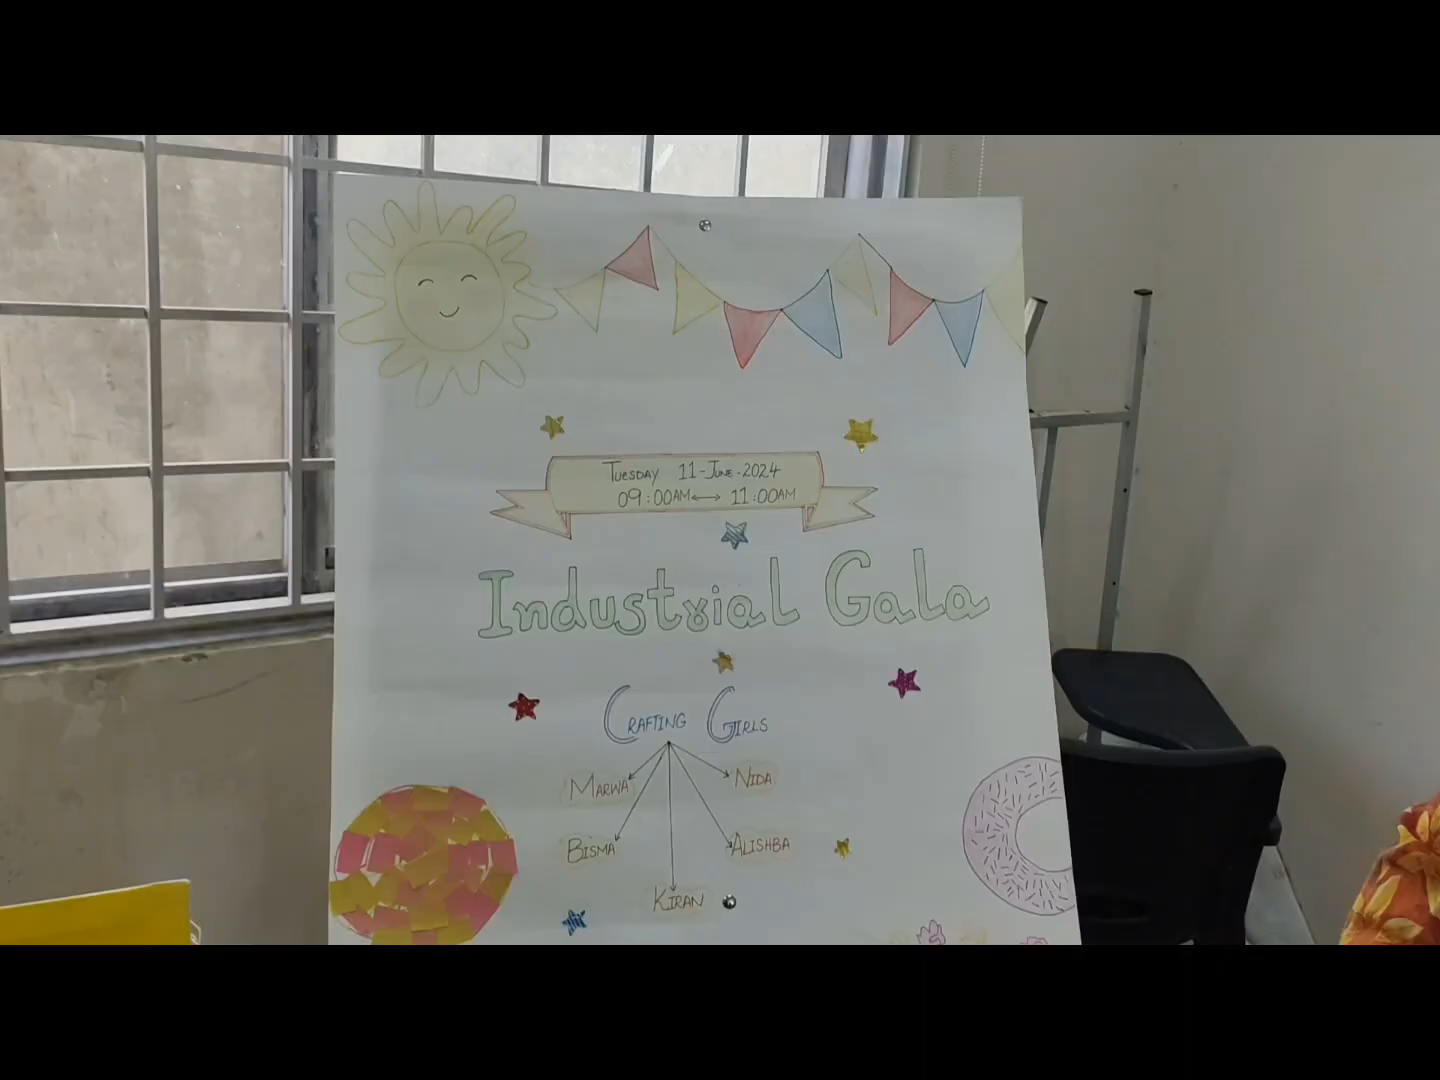 TUESDAY 11-JUNE-2024
09:00AM ↔ 11:00AM
Industrial Gala
CRAFTING GIRLS
MARWA NIDA
BISMA ALISHBA
KIRAN